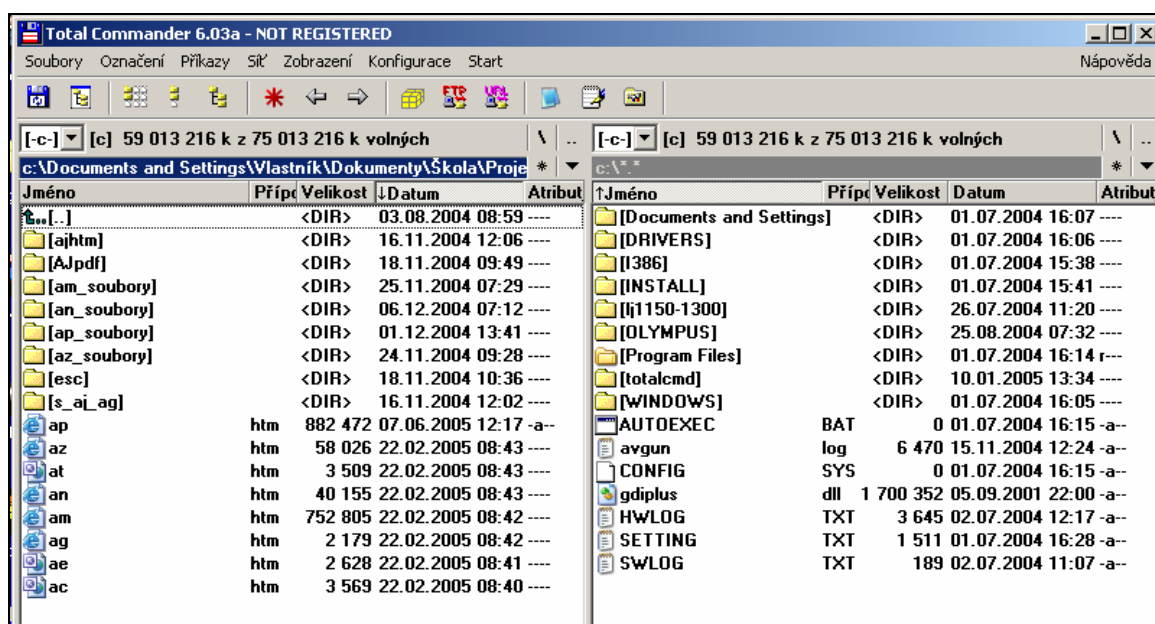 Total Commander 6.03a - NOT REGISTERED
Soubory Označení Příkazy Síť Zobrazení Konfigurace Start Nápověda
[-c-] [c] 59 013 216 k z 75 013 216 k volných \ ..
c:\Documents and Settings\Vlastník\Dokumenty\Škola\Proje * ▼
Jméno Přípo Velikost ↓Datum Atribut
[..] <DIR> 03.08.2004 08:59 ----
[ajhtm] <DIR> 16.11.2004 12:06 ----
[AJpdf] <DIR> 18.11.2004 09:49 ----
[am_soubory] <DIR> 25.11.2004 07:29 ----
[an_soubory] <DIR> 06.12.2004 07:12 ----
[ap_soubory] <DIR> 01.12.2004 13:41 ----
[az_soubory] <DIR> 24.11.2004 09:28 ----
[esc] <DIR> 18.11.2004 10:36 ----
[s_aj_ag] <DIR> 16.11.2004 12:02 ----
ap htm 882 472 07.06.2005 12:17 -a--
az htm 58 026 22.02.2005 08:43 ----
at htm 3 509 22.02.2005 08:43 ----
an htm 40 155 22.02.2005 08:43 ----
am htm 752 805 22.02.2005 08:42 ----
ag htm 2 179 22.02.2005 08:42 ----
ae htm 2 628 22.02.2005 08:41 ----
ac htm 3 569 22.02.2005 08:40 ----
[-c-] [c] 59 013 216 k z 75 013 216 k volných \ ..
c:\*.* * ▼
↑Jméno Přípo Velikost Datum Atribut
[Documents and Settings] <DIR> 01.07.2004 16:07 ----
[DRIVERS] <DIR> 01.07.2004 16:06 ----
[I386] <DIR> 01.07.2004 15:38 ----
[INSTALL] <DIR> 01.07.2004 15:41 ----
[lj1150-1300] <DIR> 26.07.2004 11:20 ----
[OLYMPUS] <DIR> 25.08.2004 07:32 ----
[Program Files] <DIR> 01.07.2004 16:14 r---
[totalcmd] <DIR> 10.01.2005 13:34 ----
[WINDOWS] <DIR> 01.07.2004 16:05 ----
AUTOEXEC BAT 0 01.07.2004 16:15 -a--
avgun log 6 470 15.11.2004 12:24 -a--
CONFIG SYS 0 01.07.2004 16:15 -a--
gdiplus dll 1 700 352 05.09.2001 22:00 -a--
HWLOG TXT 3 645 02.07.2004 12:17 -a--
SETTING TXT 1 511 01.07.2004 16:28 -a--
SWLOG TXT 189 02.07.2004 11:07 -a--